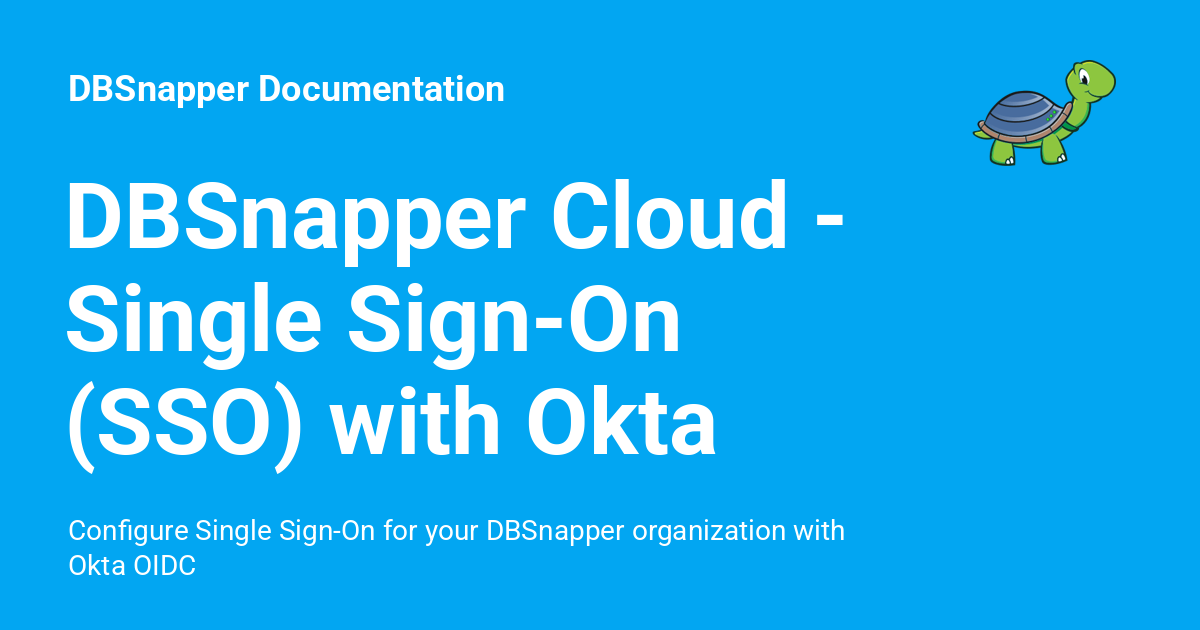 DBSnapper Documentation
DBSnapper Cloud -
Single Sign-On
(SSO) with Okta
Configure Single Sign-On for your DBSnapper organization with
Okta OIDC